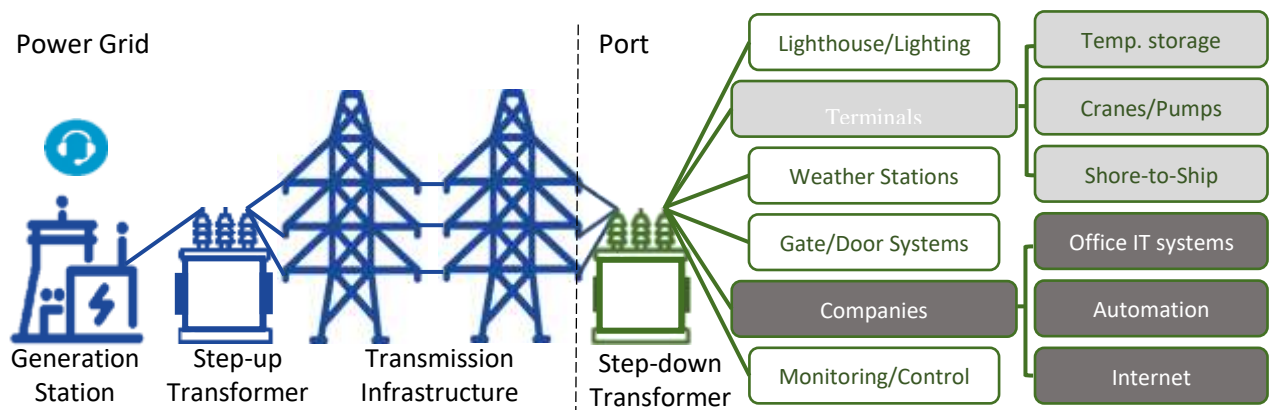 Power Grid
Generation
Station
Step-up
Transformer
Transmission
Infrastructure
Port
Step-down
Transformer
Lighthouse/Lighting
Terminals
Weather Stations
Gate/Door Systems
Companies
Monitoring/Control
Temp. storage
Cranes/Pumps
Shore-to-Ship
Office IT systems
Automation
Internet